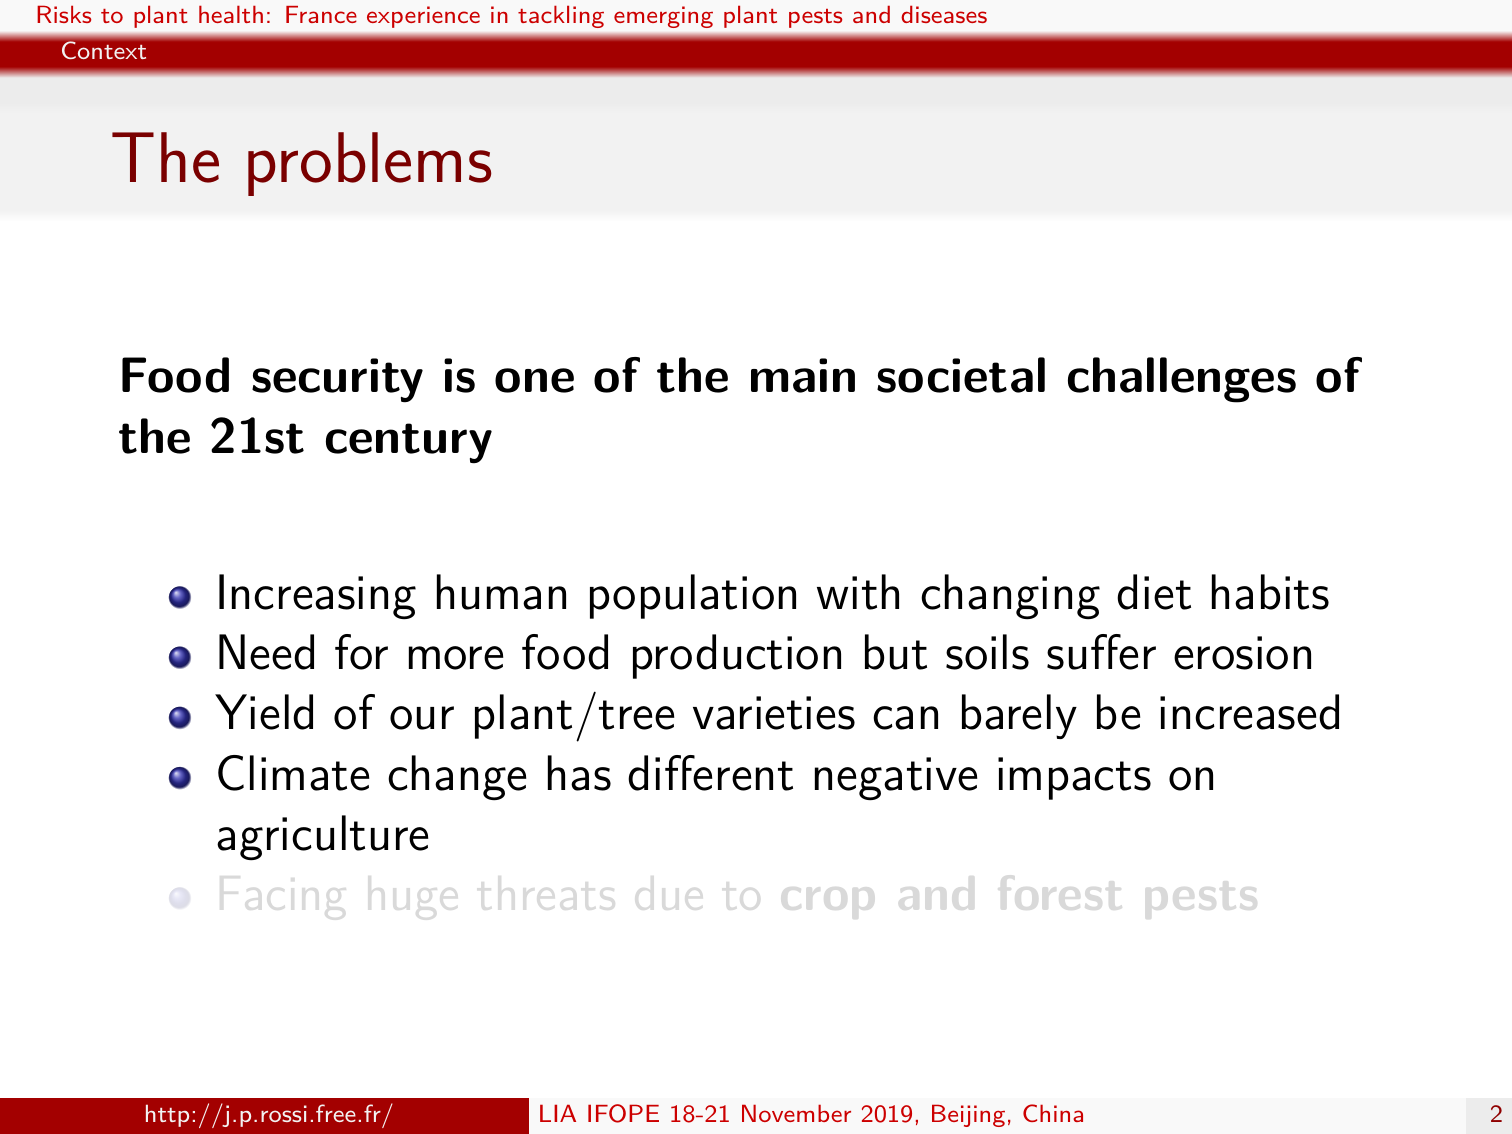 Risks to plant health: France experience in tackling emerging plant pests and diseases
Context
The problems
Food security is one of the main societal challenges of
the 21st century
Increasing human population with changing diet habits
Need for more food production but soils suffer erosion
Yield of our plant/tree varieties can barely be increased
Climate change has different negative impacts on
agriculture
Facing huge threats due to crop and forest pests
http://j.p.rossi.free.fr/
LIA IFOPE 18-21 November 2019, Beijing, China
2